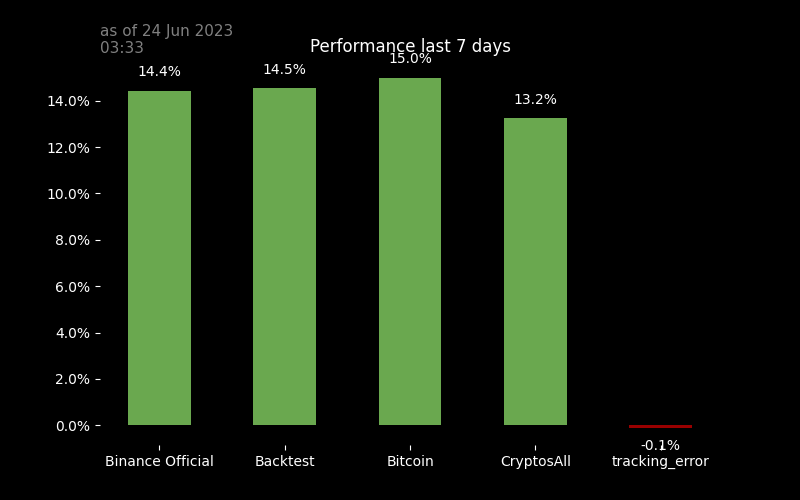 as of 24 Jun 2023
03:33
Performance last 7 days
14.4%
14.5%
15.0%
13.2%
-0.1%
14.0%
12.0%
10.0%
8.0%
6.0%
4.0%
2.0%
0.0%
Binance Official
Backtest
Bitcoin
CryptosAll
tracking_error